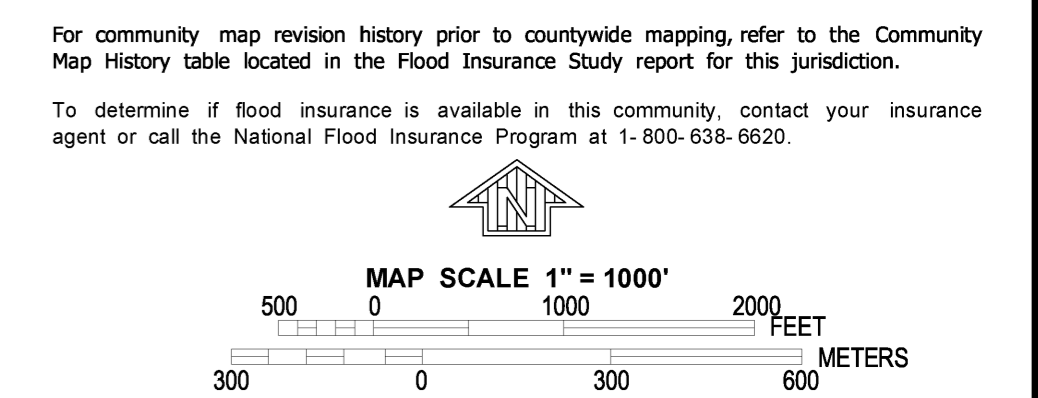 For community map revision history prior to countywide mapping, refer to the Community
Map History table located in the Flood Insurance Study report for this jurisdiction.
To determine if flood insurance is available in this community, contact your insurance
agent or call the National Flood Insurance Program at 1- 800- 638- 6620.
N
MAP SCALE 1" = 1000'
500 0 1000 2000
FEET
METERS
300 0 300 600